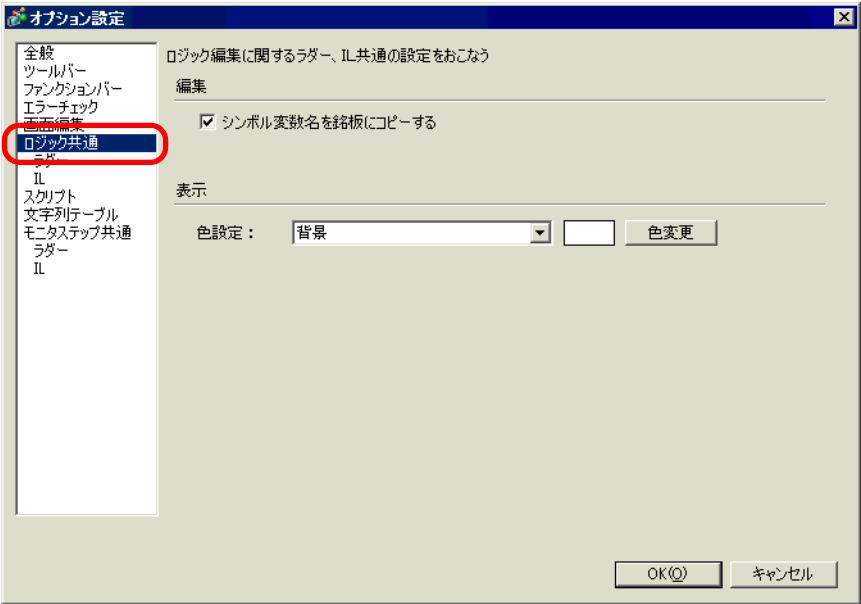 オプション設定
全般
ツールバー
ファンクションバー
エラーチェック
画面編集
ロジック共通
ラダー
IL
スクリプト
文字列テーブル
モニタステップ共通
ラダー
IL
ロジック編集に関するラダー、IL共通の設定をおこなう
編集
シンボル変数名を銘板にコピーする
表示
色設定：
背景
色変更
OK(O)
キャンセル